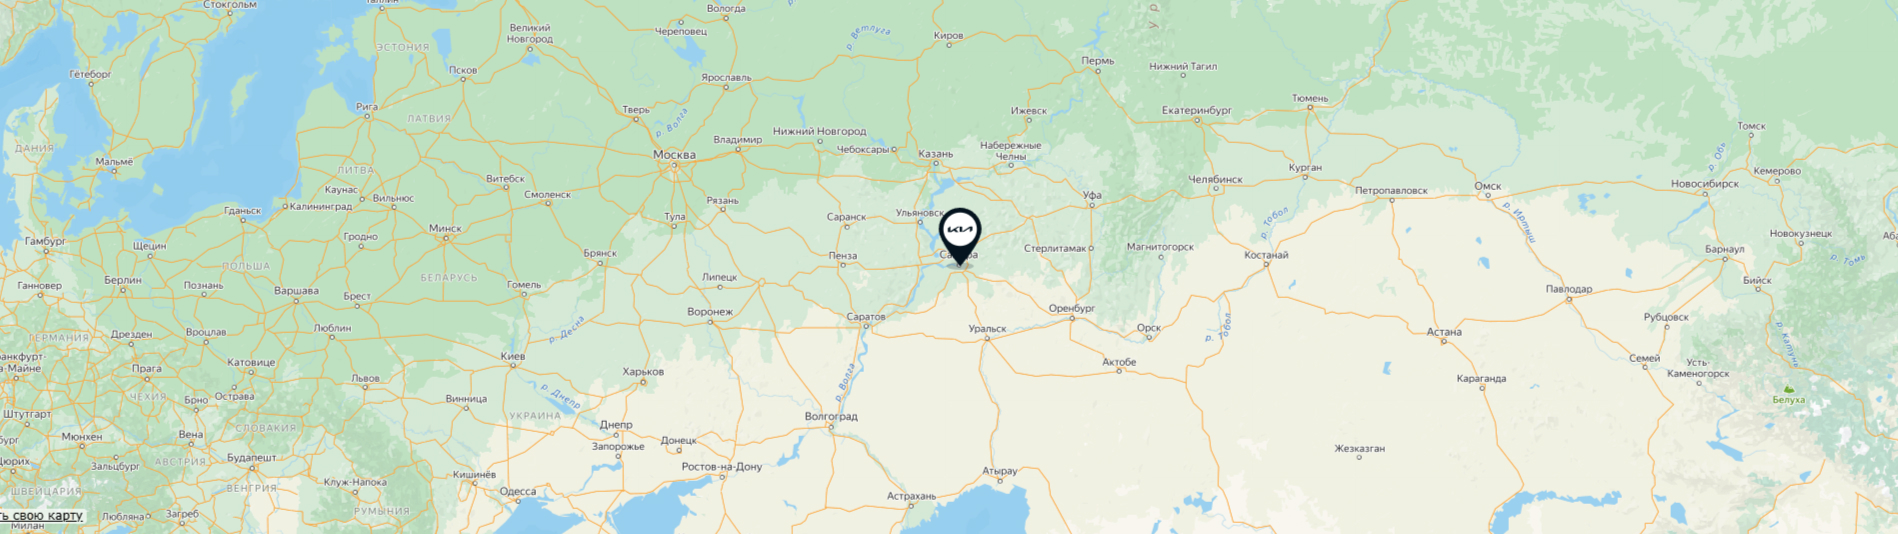 Стокгольм
Таллин
Вологда
Великий
Новгород
Череповец
р. Ветлуга
Киров
ЭСТОНИЯ
Гётеборг
Псков
Ярославль
Пермь
Нижний Тагил
Рига
ЛАТВИЯ
Тверь
р. Волга
Ижевск
Екатеринбург
Тюмень
Томск
Нижний Новгород
Владимир
Чебоксары
Казань
Набережные
Челны
р. Обь
ДАНИЯ
Мальмё
Москва
ЛИТВА
Витебск
Курган
Кемерово
Каунас
Вильнюс
Смоленск
Челябинск
Петропавловск
Омск
Новосибирск
Гданьск
Калининград
Рязань
Уфа
р. Тобол
р. Иртыш
Тула
Саранск
Ульяновск
Минск
KIA
Гамбург
Щецин
Гродно
Брянск
Пенза
Самара
Стерлитамак
Магнитогорск
Костанай
Барнаул
Новокузнецк
Аба
р. Томь
ПОЛЬША
БЕЛАРУСЬ
Липецк
Ганновер
Берлин
Познань
Варшава
Брест
Гомель
Бийск
Павлодар
Воронеж
Саратов
Уральск
Оренбург
Орск
р. Тобол
Рубцовск
ГЕРМАНИЯ
Дрезден
Вроцлав
Люблин
р. Десна
Астана
р. Катунь
анкфурт-
а-Майне
Прага
Катовице
Киев
Актобе
Семей
Усть-
Каменогорск
Львов
Харьков
р. Волга
Караганда
Белуха
ЧЕХИЯ
Брно
Острава
Винница
р. Днепр
Штутгарт
СЛОВАКИЯ
УКРАИНА
Волгоград
Днепр
бург
Мюнхен
Вена
Запорожье
Донецк
Жезказган
Цюрих
Зальцбург
АВСТРИЯ
Будапешт
Ростов-на-Дону
Атырау
ШВЕЙЦАРИЯ
ВЕНГРИЯ
Клуж-Напока
Кишинёв
Одесса
Астрахань
ть свою карту
Любляна
Загреб
РУМЫНИЯ
Милан